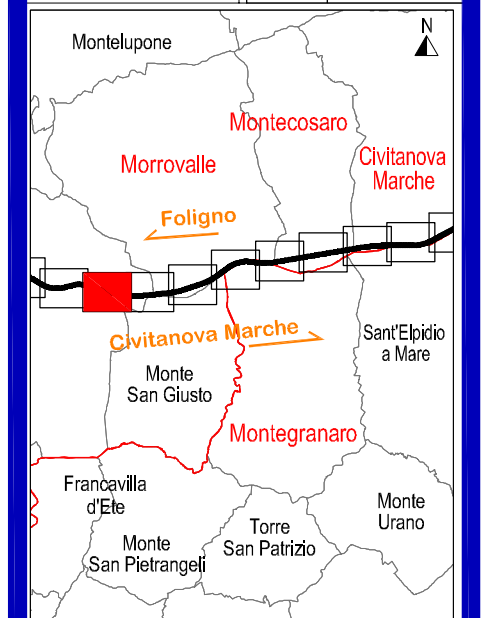 N
Montelupone
Montecosaro
Morrovalle
Civitanova
Marche
Foligno
Civitanova Marche
Sant'Elpidio
a Mare
Monte
San Giusto
Montegranaro
Francavilla
d'Ete
Monte
Urano
Torre
San Patrizio
Monte
San Pietrangeli